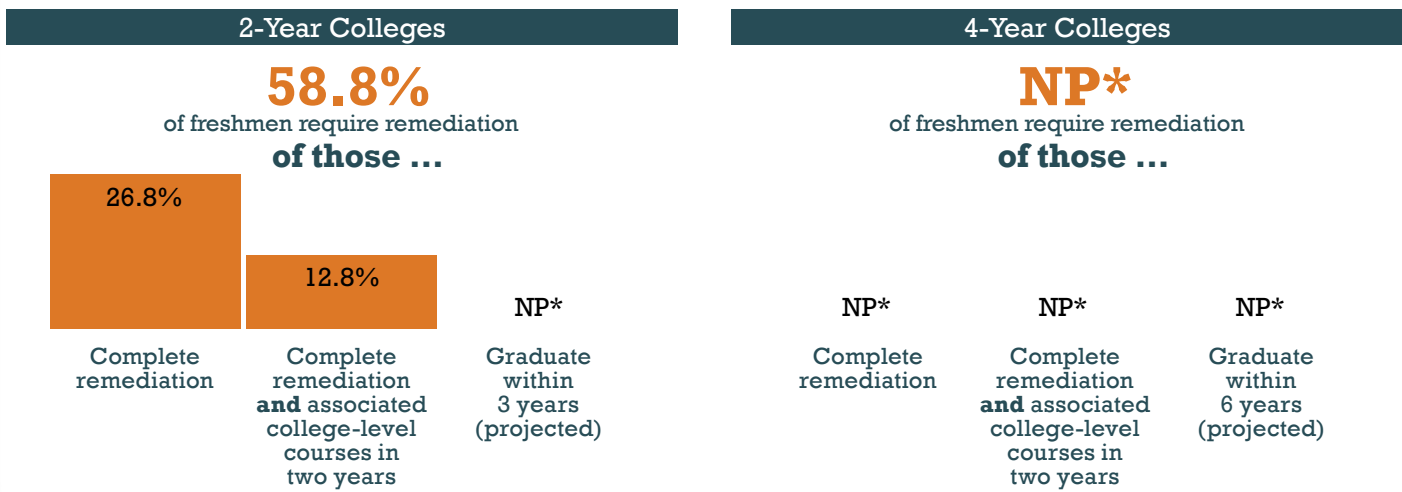 2-Year Colleges
58.8%
of freshmen require remediation
of those ...
26.8%
12.8%
NP*
Complete
remediation
Complete
remediation
and associated
college-level
courses in
two years
Graduate
within
3 years
(projected)
4-Year Colleges
NP*
of freshmen require remediation
of those ...
NP*
NP*
NP*
Complete
remediation
Complete
remediation
and associated
college-level
courses in
two years
Graduate
within
6 years
(projected)